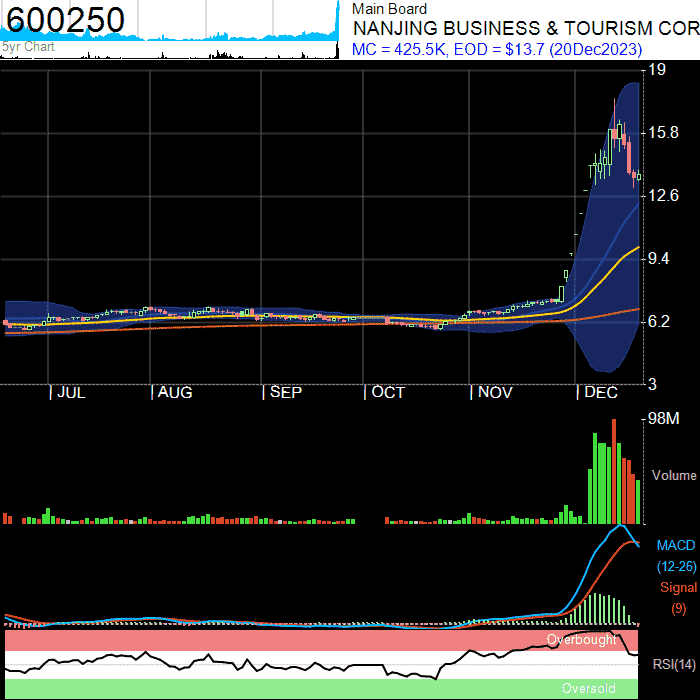 600250
5yr Chart
Main Board
NANJING BUSINESS & TOURISM COR
MC = 425.5K, EOD = $13.7 (20Dec2023)
19
15.8
12.6
9.4
6.2
3
JUL AUG SEP OCT NOV DEC
98M
Volume
MACD
(12-26)
Signal
(9)
Overbought
RSI(14)
Oversold